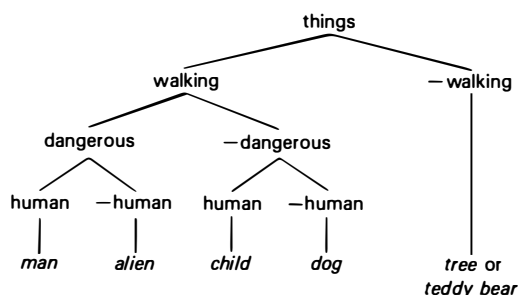 things
walking −walking
dangerous −dangerous
human −human human −human
man alien child dog tree or
teddy bear